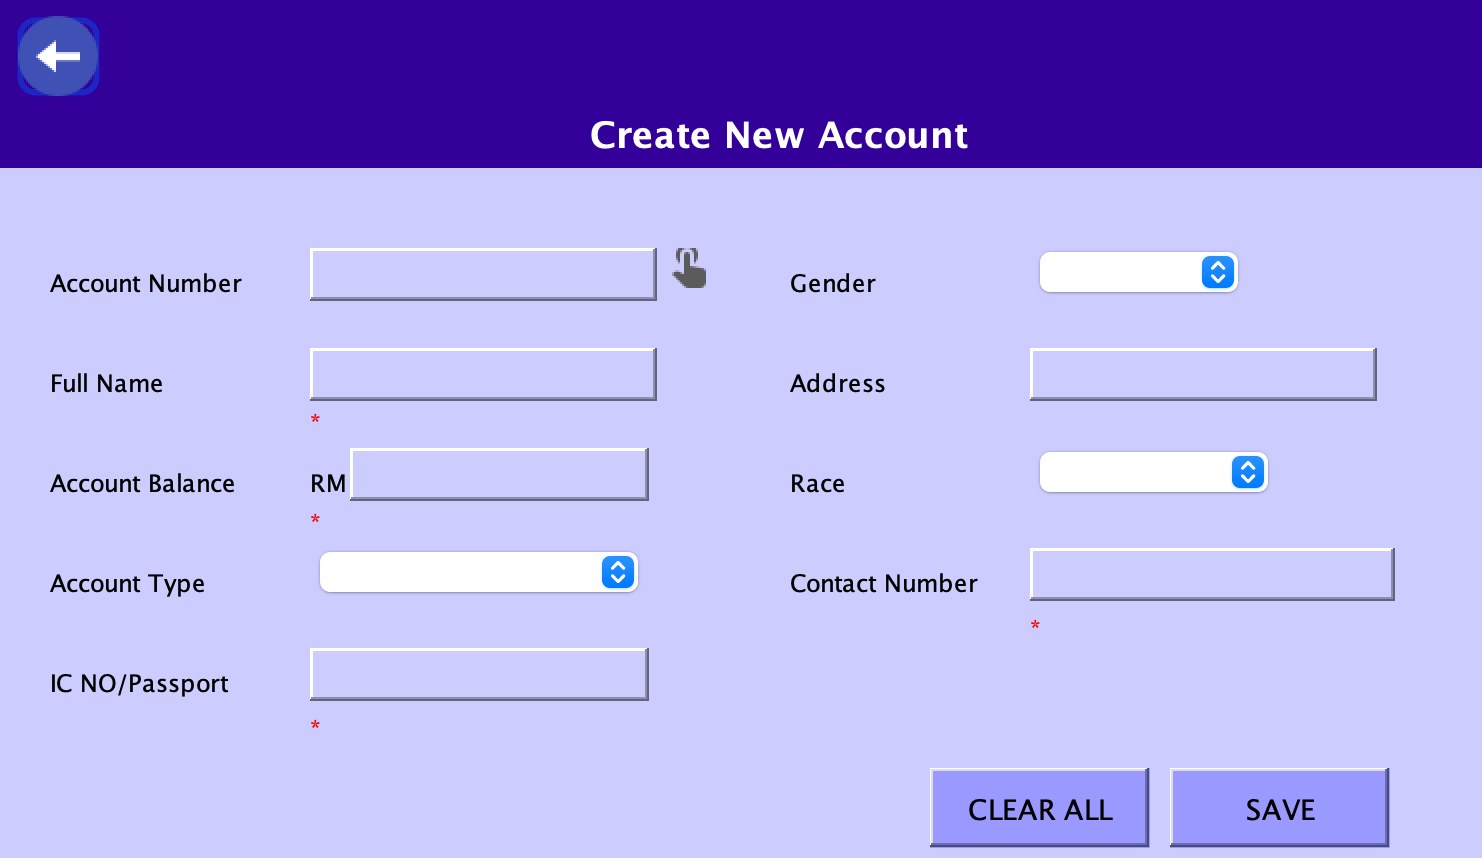 Create New Account
Account Number
Gender
Full Name
Address
*
Account Balance RM
Race
*
Account Type
Contact Number
*
IC NO/Passport
*
CLEAR ALL
SAVE